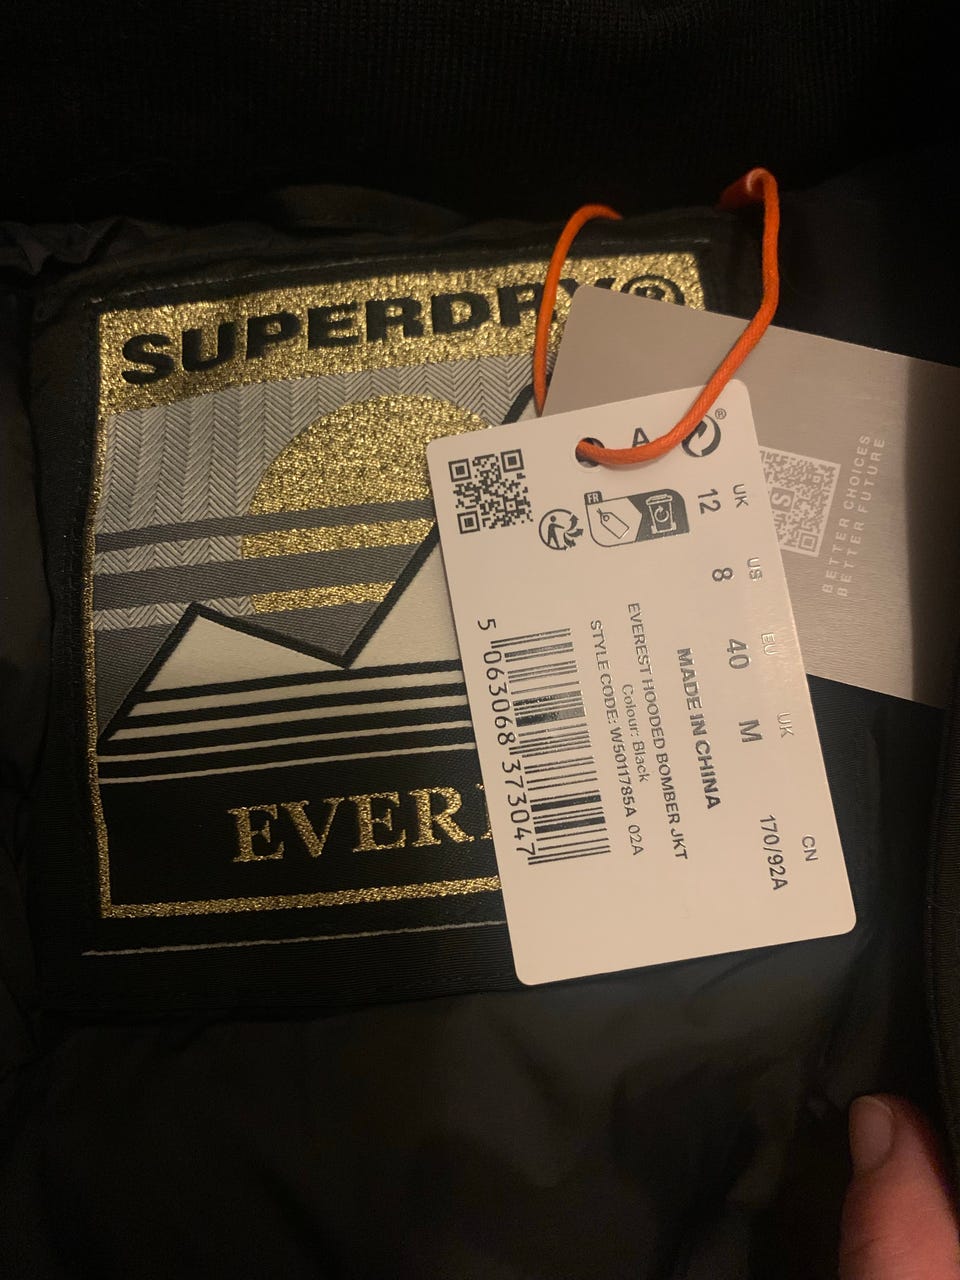 SUPERDRY®
EVER
A
®
FR
UK
12
US
8
EU
40
UK
M
CN
170/92A
MADE IN CHINA
EVEREST HOODED BOMBER JKT
Colour: Black
STYLE CODE: W5011785A 02A
5 063068 373047
BETTER CHOICES
BETTER FUTURE